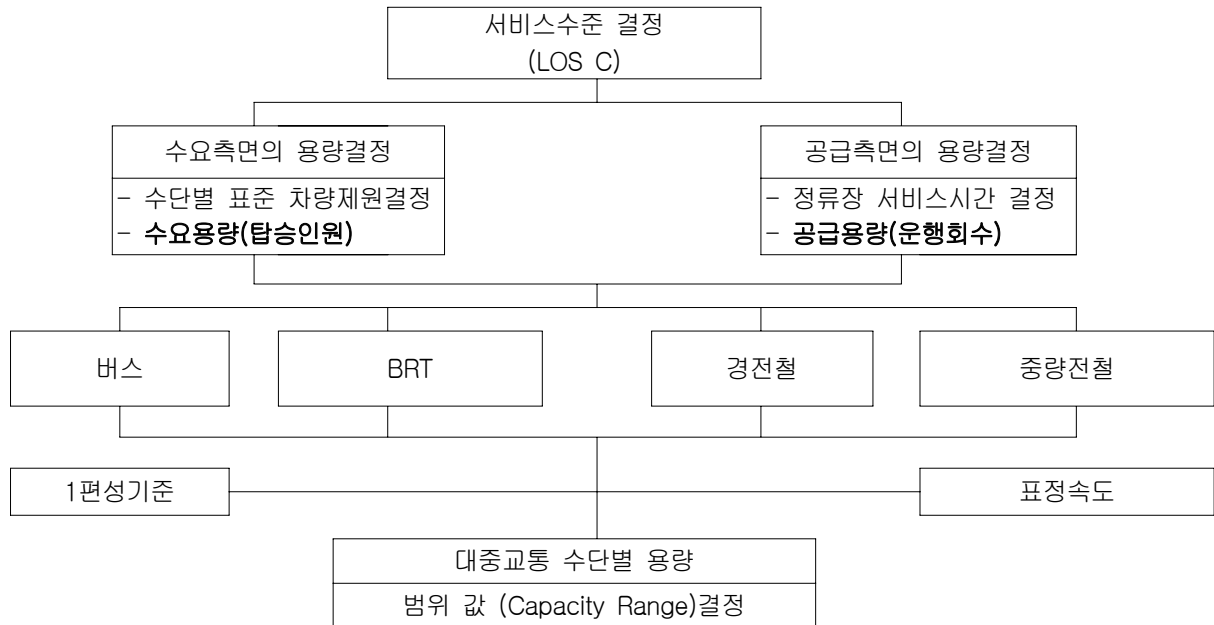 서비스수준 결정
(LOS C)
수요측면의 용량결정
- 수단별 표준 차량제원결정
- 수요용량(탑승인원)
공급측면의 용량결정
- 정류장 서비스시간 결정
- 공급용량(운행회수)
버스
BRT
경전철
중량전철
1편성기준
표정속도
대중교통 수단별 용량
범위 값 (Capacity Range)결정